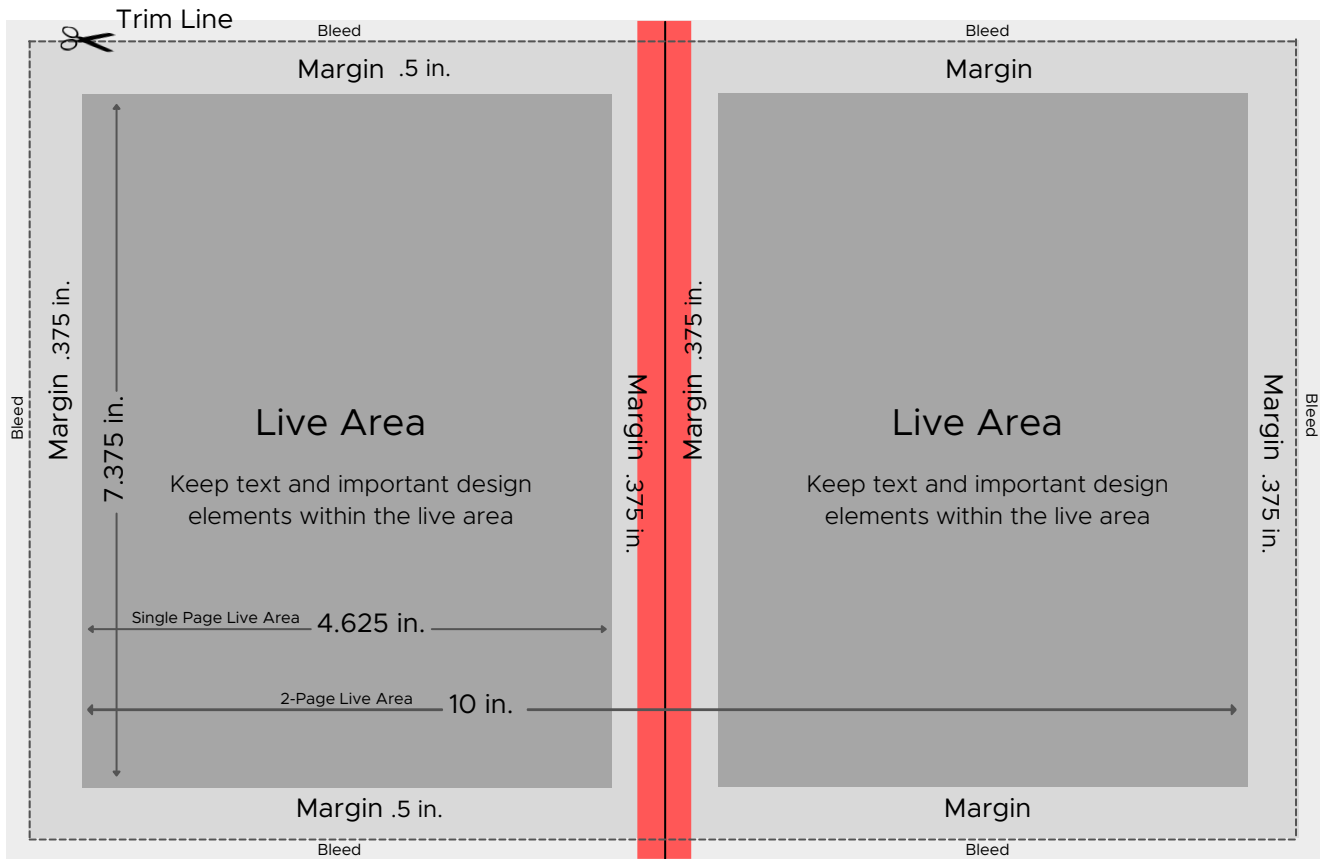 Trim Line
Bleed
Bleed
Margin .5 in.
Margin
Bleed
Margin .375 in.
7.375 in.
Live Area
Keep text and important design
elements within the live area
Margin .375 in.
Margin .375 in.
Live Area
Keep text and important design
elements within the live area
Margin .375 in.
Bleed
Single Page Live Area 4.625 in.
2-Page Live Area 10 in.
Margin .5 in.
Margin
Bleed
Bleed